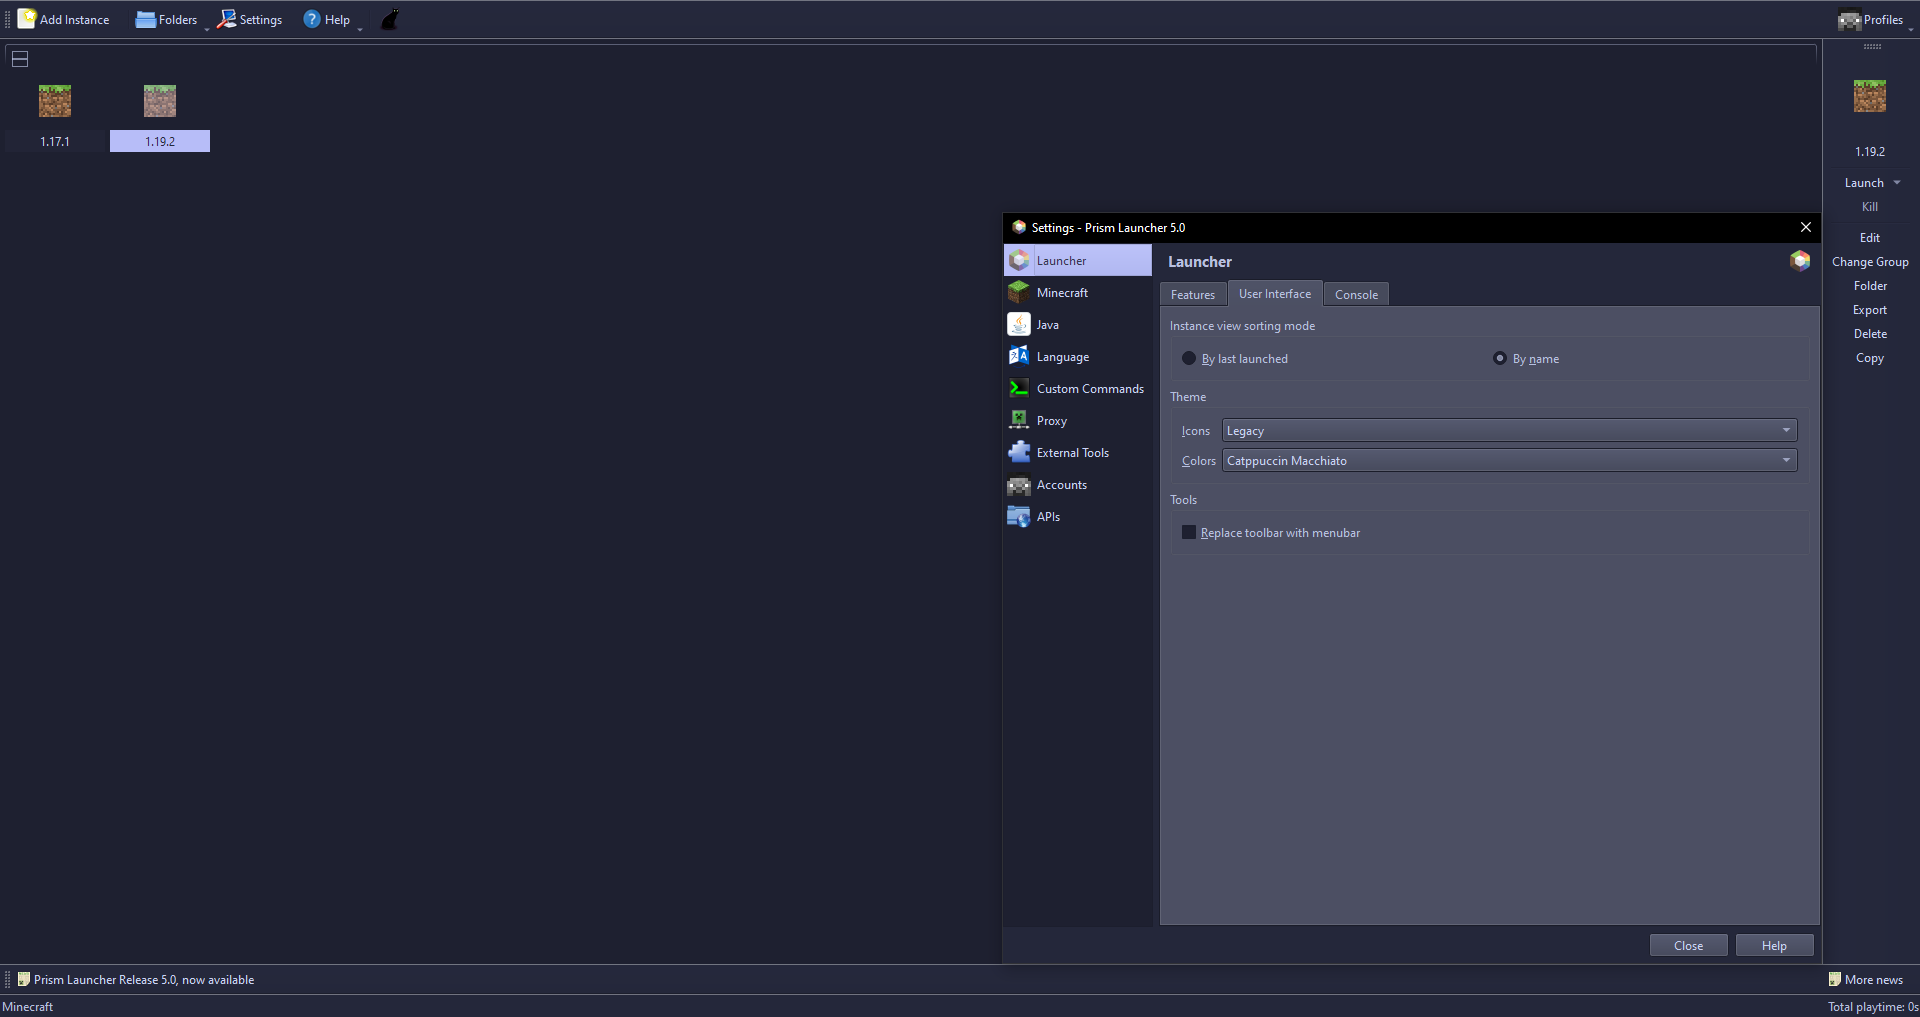 Add Instance
Folders
Settings
Help
Profiles
1.17.1
1.19.2
1.19.2
Launch
Kill
Edit
Change Group
Folder
Export
Delete
Copy
Settings - Prism Launcher 5.0
Launcher
Minecraft
Java
Language
Custom Commands
Proxy
External Tools
Accounts
APIs
Launcher
Features
User Interface
Console
Instance view sorting mode
By last launched
By name
Theme
Icons
Legacy
Colors
Catppuccin Macchiato
Tools
Replace toolbar with menubar
Close
Help
Prism Launcher Release 5.0, now available
More news
Minecraft
Total playtime: 0s